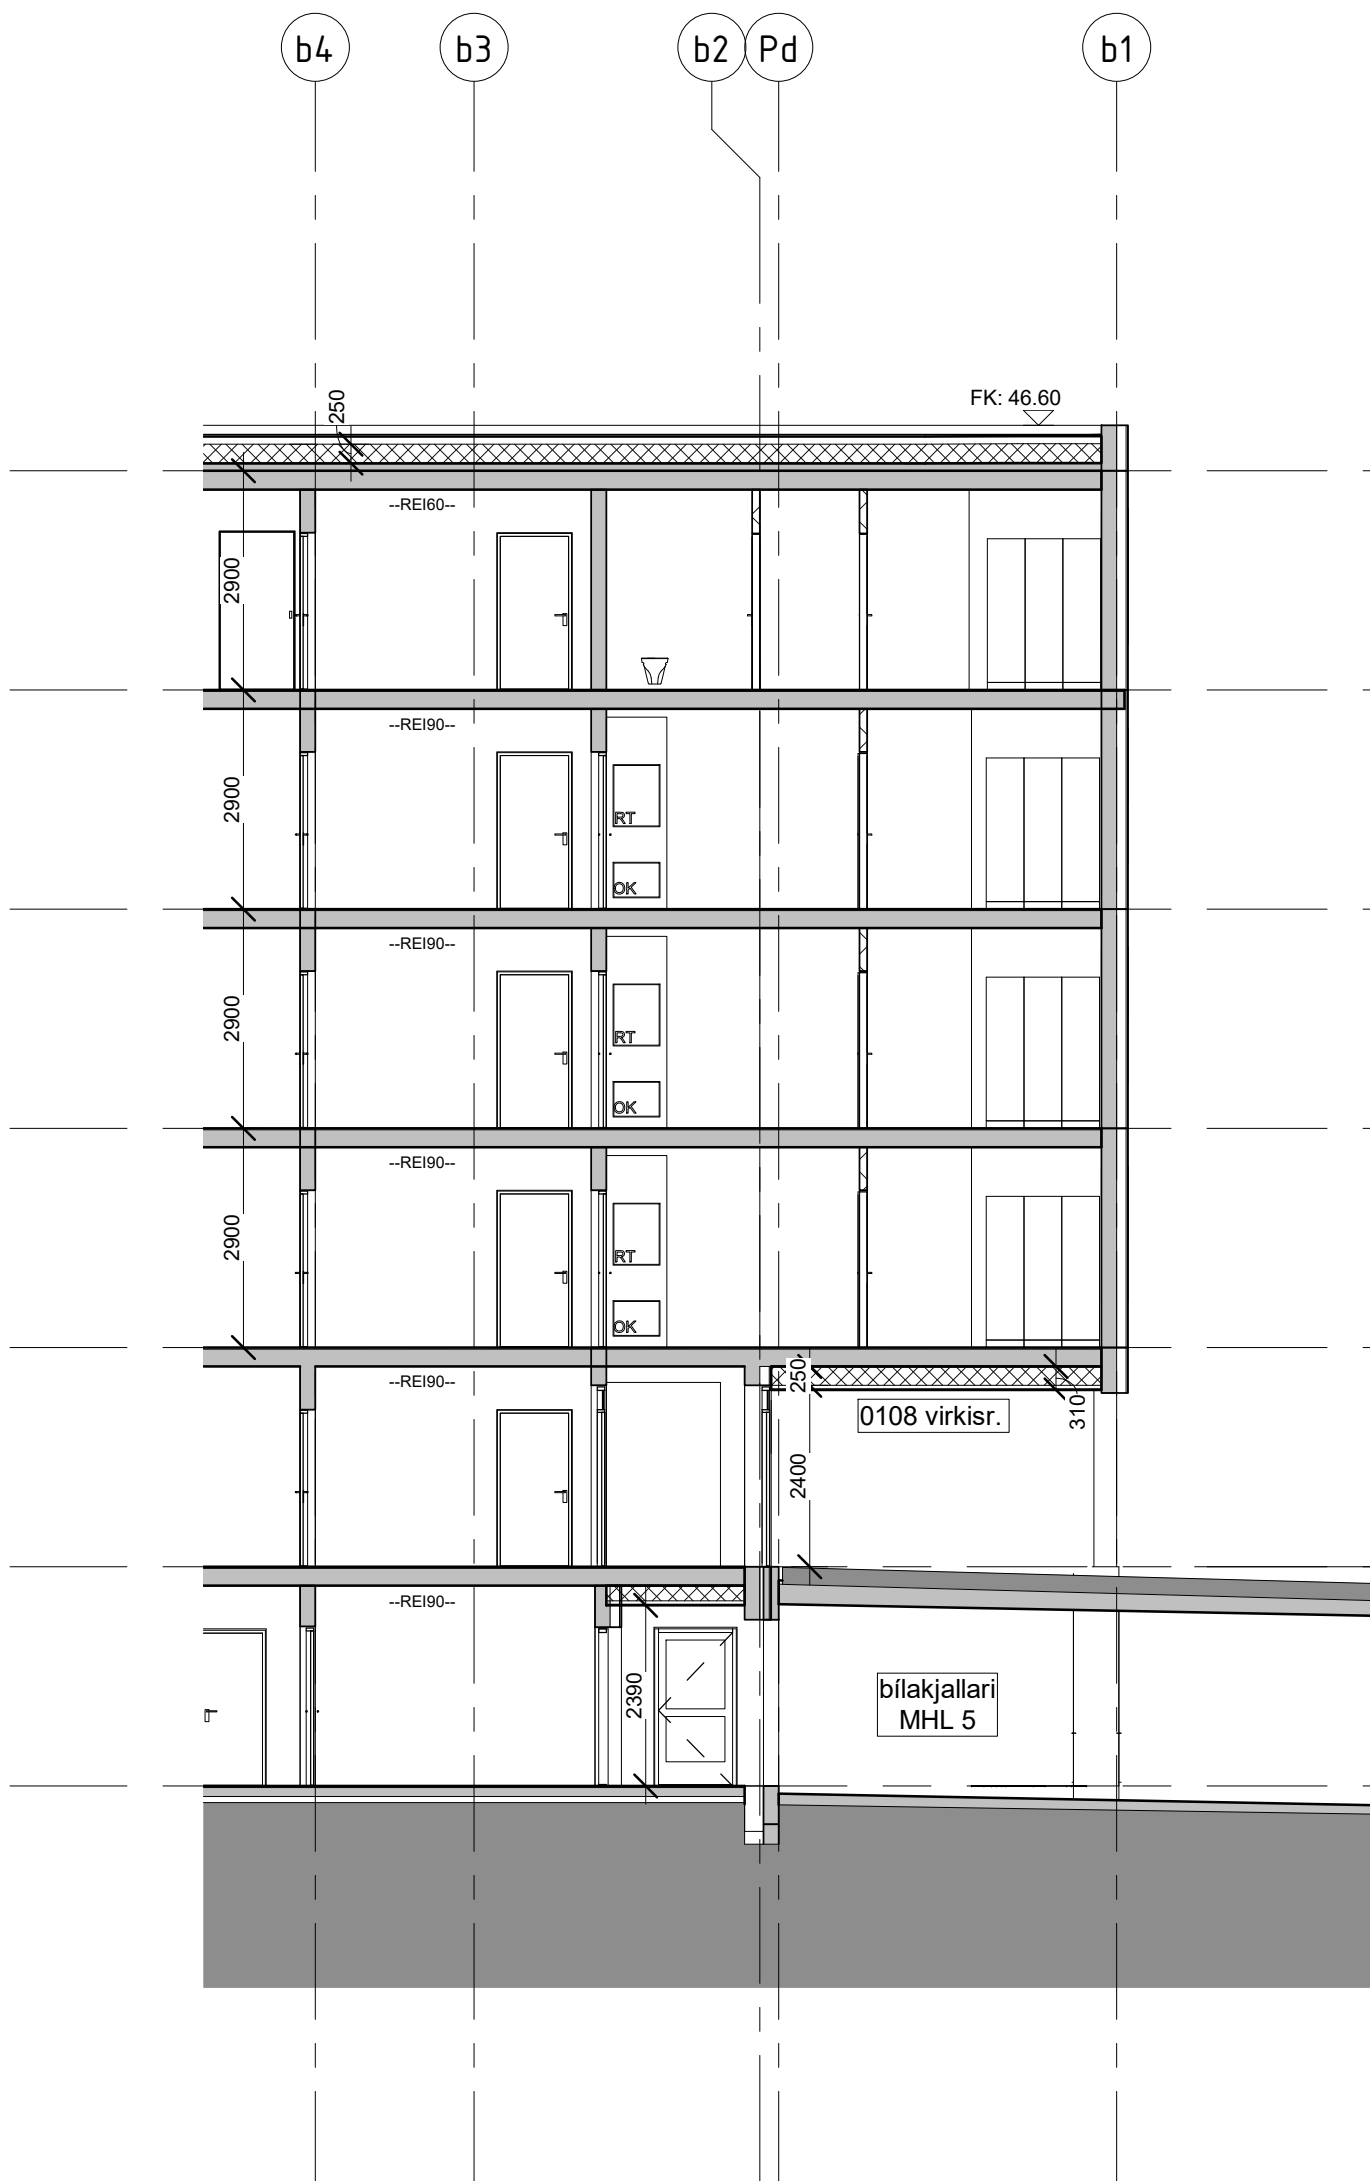 b4
b3
b2
Pd
b1
250
FK: 46.60
--REI60--
2900
--REI90--
2900
RT
OK
--REI90--
2900
RT
OK
--REI90--
2900
RT
OK
--REI90--
250
310
0108 virkisr.
2400
--REI90--
2390
bílakjallari
MHL 5